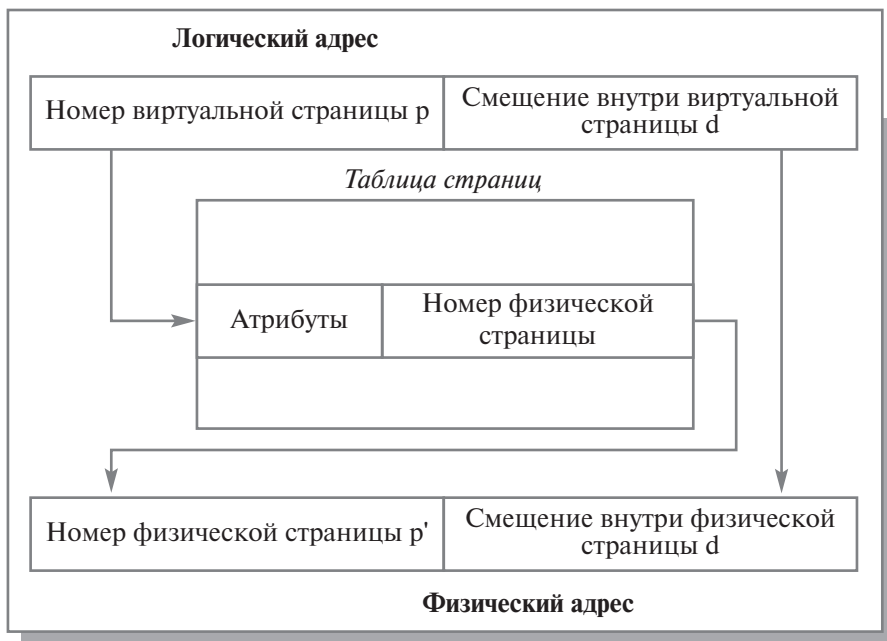 Логический адрес
Номер виртуальной страницы p
Смещение внутри виртуальной
страницы d
Таблица страниц
Атрибуты
Номер физической
страницы
Номер физической страницы p'
Смещение внутри физической
страницы d
Физический адрес